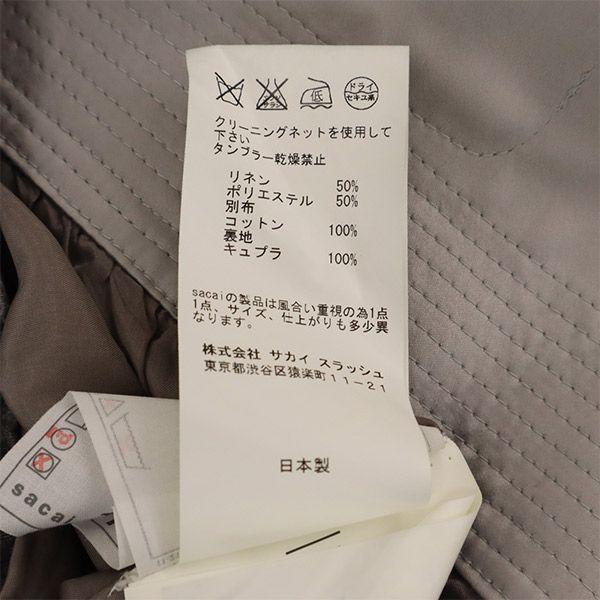 低
ドライ
セキユ系
クリーニングネットを使用して
下さい
タンブラー乾燥禁止
リネン 50%
ポリエステル 50%
別布
コットン 100%
裏地
キュプラ 100%
sacaiの製品は風合い重視の為1点
1点、サイズ、仕上がりも多少異
なります。
株式会社 サカイ スラッシュ
東京都渋谷区猿楽町11-21
日本製
sacai